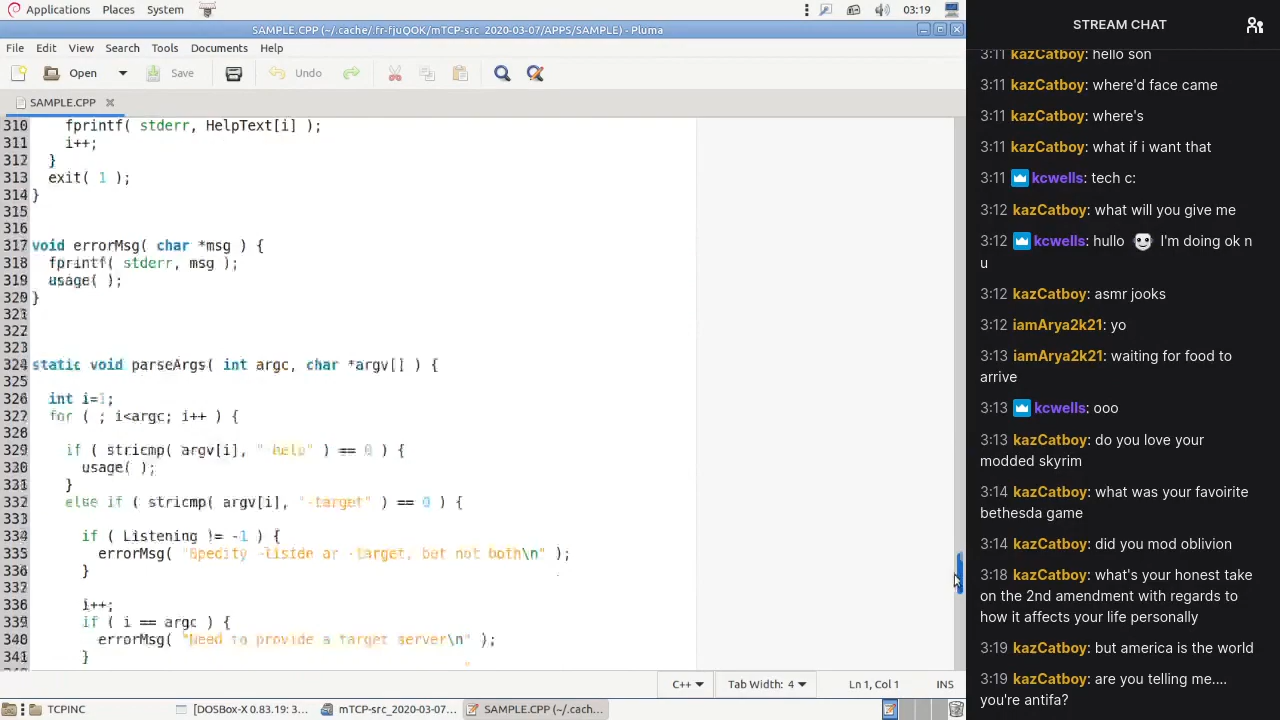 Applications Places System 03:19
SAMPLE.CPP (~/.cache/.fr-fjuQOK/mTCP-src_2020-03-07/APPS/SAMPLE) - Pluma
File Edit View Search Tools Documents Help
Open Save Undo
SAMPLE.CPP
310 fprintf( stderr, HelpText[i] );
311 i++;
312 }
313 exit( 1 );
314 }
315
316
317 void errorMsg( char *msg ) {
318 fprintf( stderr, msg );
319 usage( );
320 }
321
322
323
324 static void parseArgs( int argc, char *argv[] ) {
325
326 int i=1;
327 for ( ; i<argc; i++ ) {
328
329 if ( stricmp( argv[i], "-help" ) == 0 ) {
330 usage( );
331 }
332 else if ( stricmp( argv[i], "-target" ) == 0 ) {
333
334 if ( Listening != -1 ) {
335 errorMsg( "Specify -listen or -target, but not both\n" );
336 }
337
338 i++;
339 if ( i == argc ) {
340 errorMsg( "Need to provide a target server\n" );
341 }
C++ Tab Width: 4 Ln 1, Col 1 INS
TCPINC [DOSBox-X 0.83.19: 3... mTCP-src_2020-03-07... SAMPLE.CPP (~/.cach...
STREAM CHAT
3:11 kazCatboy: hello son
3:11 kazCatboy: where'd face came
3:11 kazCatboy: where's
3:11 kazCatboy: what if i want that
3:11 kcwells: tech c:
3:12 kazCatboy: what will you give me
3:12 kcwells: hullo I'm doing ok n
u
3:12 kazCatboy: asmr jooks
3:12 iamArya2k21: yo
3:13 iamArya2k21: waiting for food to
arrive
3:13 kcwells: ooo
3:13 kazCatboy: do you love your
modded skyrim
3:14 kazCatboy: what was your favoirite
bethesda game
3:14 kazCatboy: did you mod oblivion
3:18 kazCatboy: what's your honest take
on the 2nd amendment with regards to
how it affects your life personally
3:19 kazCatboy: but america is the world
3:19 kazCatboy: are you telling me....
you're antifa?